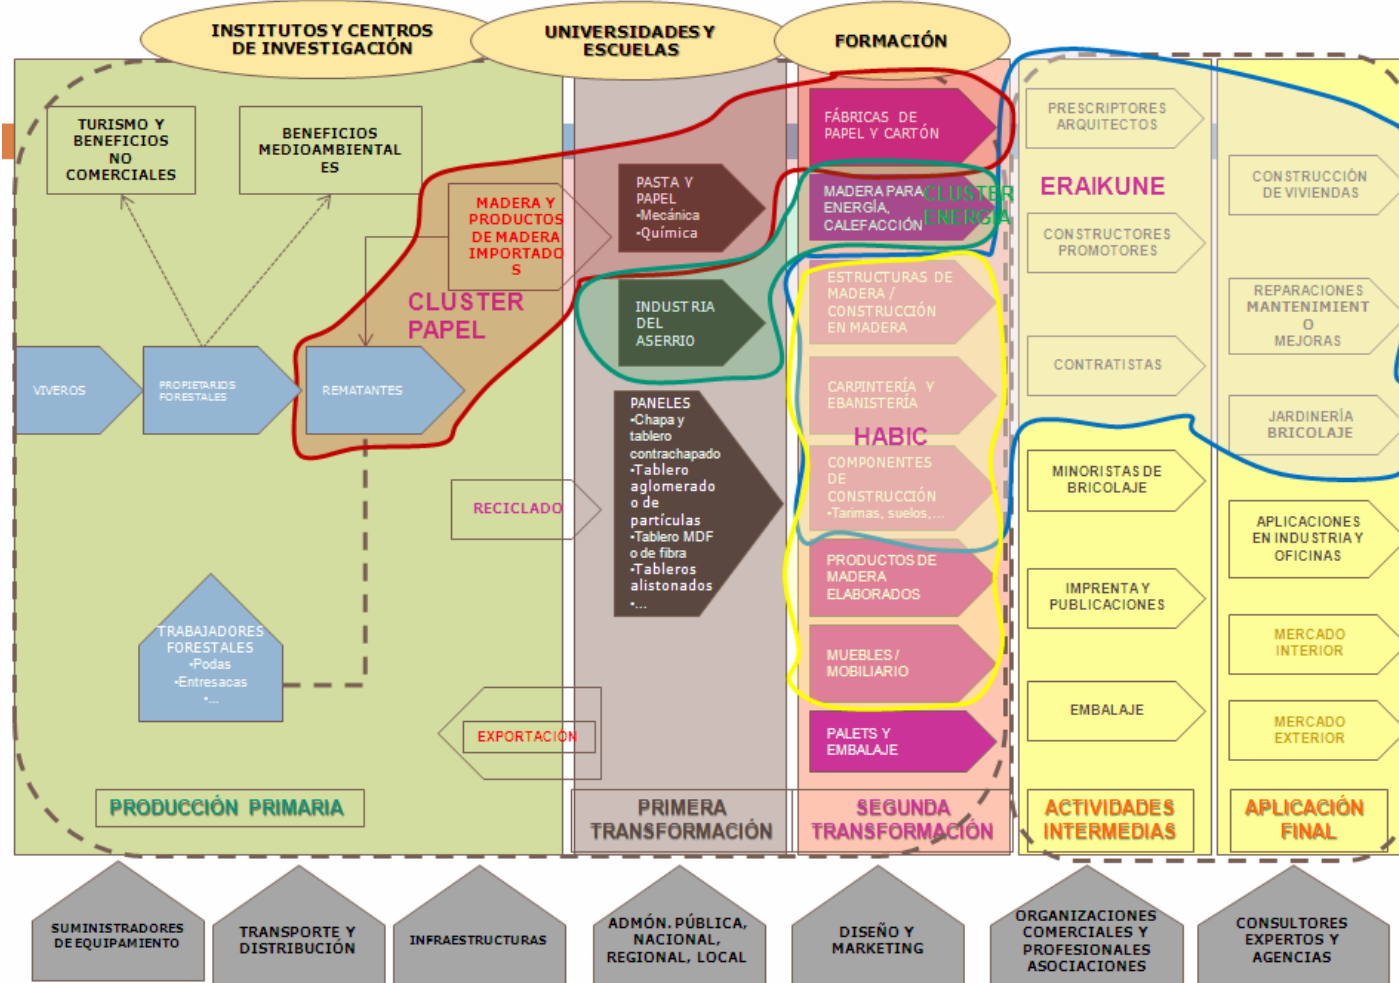 INSTITUTOS Y CENTROS
DE INVESTIGACIÓN
UNIVERSIDADES Y
ESCUELAS
FORMACIÓN
TURISMO Y
BENEFICIOS
NO
COMERCIALES
BENEFICIOS
MEDIOAMBIENTAL
ES
MADERA Y
PRODUCTOS
DE MADERA
IMPORTADO
S
CLUSTER
PAPEL
VIVEROS
PROPIETARIOS
FORESTALES
REMATANTES
RECICLADO
TRABAJADORES
FORESTALES
•Podas
•Entresacas
•...
EXPORTACIÓN
PRODUCCIÓN PRIMARIA
PASTA Y
PAPEL
•Mecánica
•Química
INDUSTRIA
DEL
ASERRIO
PANELES
•Chapa y
tablero
contrachapado
•Tablero
aglomerado
o de
partículas
•Tablero MDF
o de fibra
•Tableros
alistonados
•...
PRIMERA
TRANSFORMACIÓN
FÁBRICAS DE
PAPEL Y CARTÓN
MADERA PARA
ENERGÍA,
CALEFACCIÓN
CLUSTER
ENERGIA
ESTRUCTURAS DE
MADERA /
CONSTRUCCIÓN
EN MADERA
CARPINTERÍA Y
EBANISTERÍA
HABIC
COMPONENTES
DE
CONSTRUCCIÓN
•Tarimas, suelos,...
PRODUCTOS DE
MADERA
ELABORADOS
MUEBLES /
MOBILIARIO
PALETS Y
EMBALAJE
SEGUNDA
TRANSFORMACIÓN
PRESCRIPTORES
ARQUITECTOS
ERAIKUNE
CONSTRUCTORES
PROMOTORES
CONTRATISTAS
MINORISTAS DE
BRICOLAJE
IMPRENTA Y
PUBLICACIONES
EMBALAJE
ACTIVIDADES
INTERMEDIAS
CONSTRUCCIÓN
DE VIVIENDAS
REPARACIONES
MANTENIMIENT
O
MEJORAS
JARDINERÍA
BRICOLAJE
APLICACIONES
EN INDUSTRIA Y
OFICINAS
MERCADO
INTERIOR
MERCADO
EXTERIOR
APLICACIÓN
FINAL
SUMINISTRADORES
DE EQUIPAMIENTO
TRANSPORTE Y
DISTRIBUCIÓN
INFRAESTRUCTURAS
ADMÓN. PÚBLICA,
NACIONAL,
REGIONAL, LOCAL
DISEÑO Y
MARKETING
ORGANIZACIONES
COMERCIALES Y
PROFESIONALES
ASOCIACIONES
CONSULTORES
EXPERTOS Y
AGENCIAS